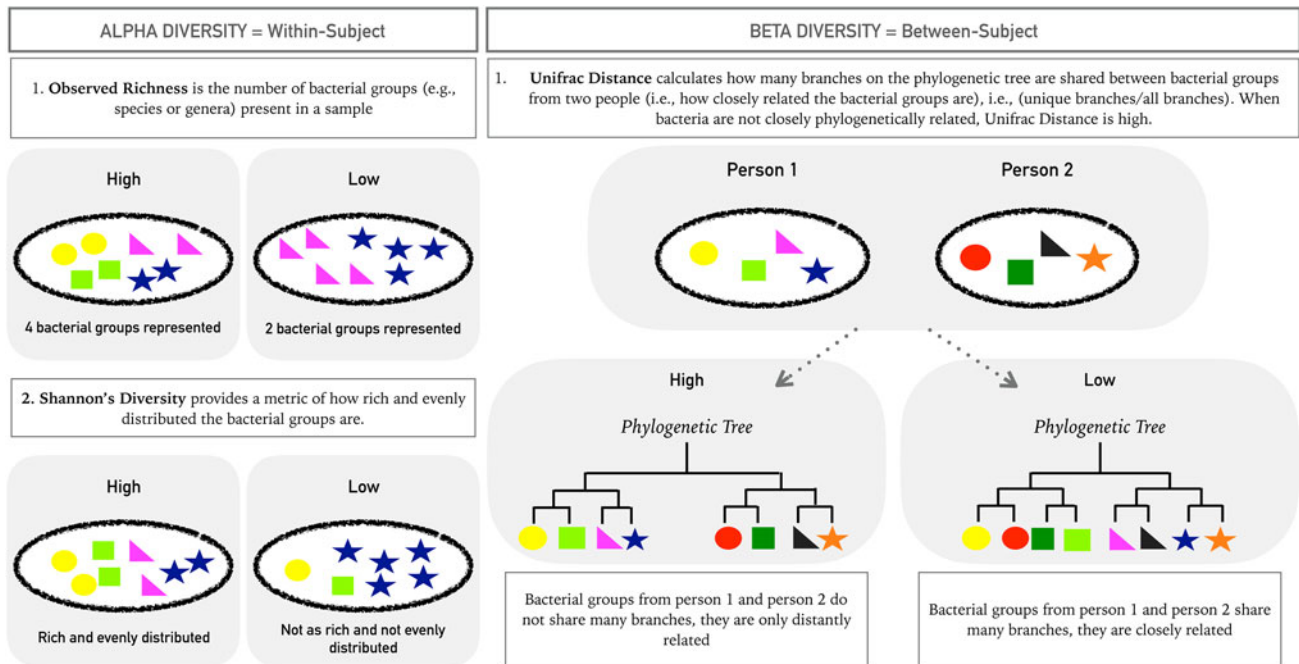 ALPHA DIVERSITY = Within-Subject
1. Observed Richness is the number of bacterial groups (e.g.,
species or genera) present in a sample
High
Low
4 bacterial groups represented
2 bacterial groups represented
2. Shannon's Diversity provides a metric of how rich and evenly
distributed the bacterial groups are.
High
Low
Rich and evenly distributed
Not as rich and not evenly
distributed
BETA DIVERSITY = Between-Subject
1. Unifrac Distance calculates how many branches on the phylogenetic tree are shared between bacterial groups
from two people (i.e., how closely related the bacterial groups are), i.e., (unique branches/all branches). When
bacteria are not closely phylogenetically related, Unifrac Distance is high.
Person 1
Person 2
High
Phylogenetic Tree
Bacterial groups from person 1 and person 2 do
not share many branches, they are only distantly
related
Low
Phylogenetic Tree
Bacterial groups from person 1 and person 2 share
many branches, they are closely related